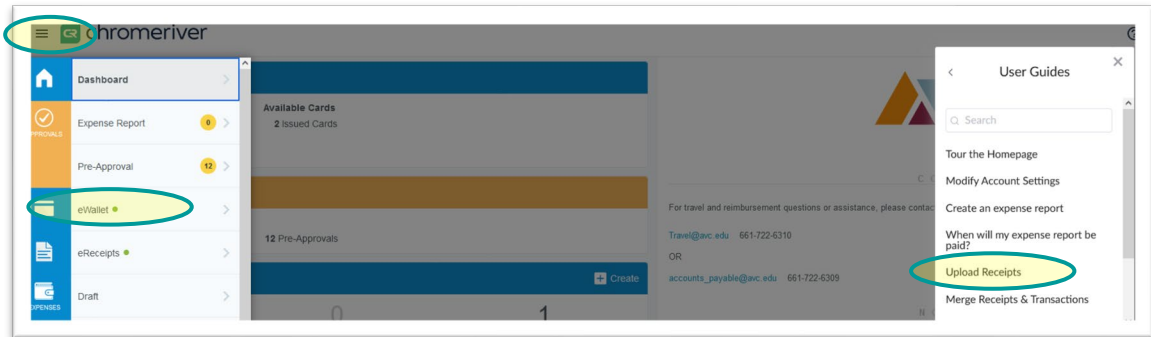 chromeriver
Dashboard
Expense Report 0
Pre-Approval 12
eWallet
eReceipts
Draft
EXPENSES
Available Cards
2 Issued Cards
12 Pre-Approvals
Create
0 1
For travel and reimbursement questions or assistance, please
Travel@avc.edu 661-722-6310
OR
accounts_payable@avc.edu 661-722-6309
User Guides
Search
Tour the Homepage
Modify Account Settings
Create an expense report
When will my expense report be
paid?
Upload Receipts
Merge Receipts & Transactions